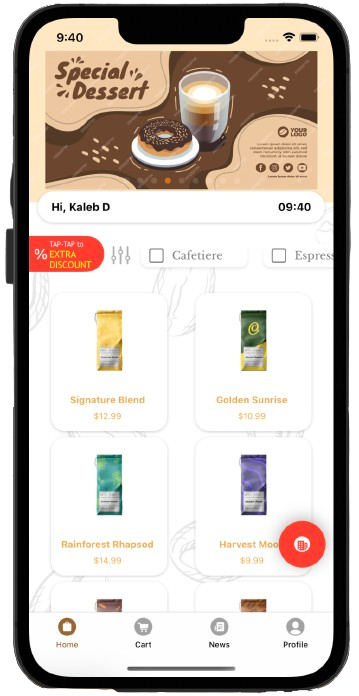 9:40
Special
Dessert
YOUR
LOGO
Hi, Kaleb D
09:40
% TAP-TAP to
EXTRA
DISCOUNT
Cafetiere
Espress
Signature Blend
$12.99
Golden Sunrise
$10.99
Rainforest Rhapsod
$14.99
Harvest Moo
$9.99
Home
Cart
News
Profile